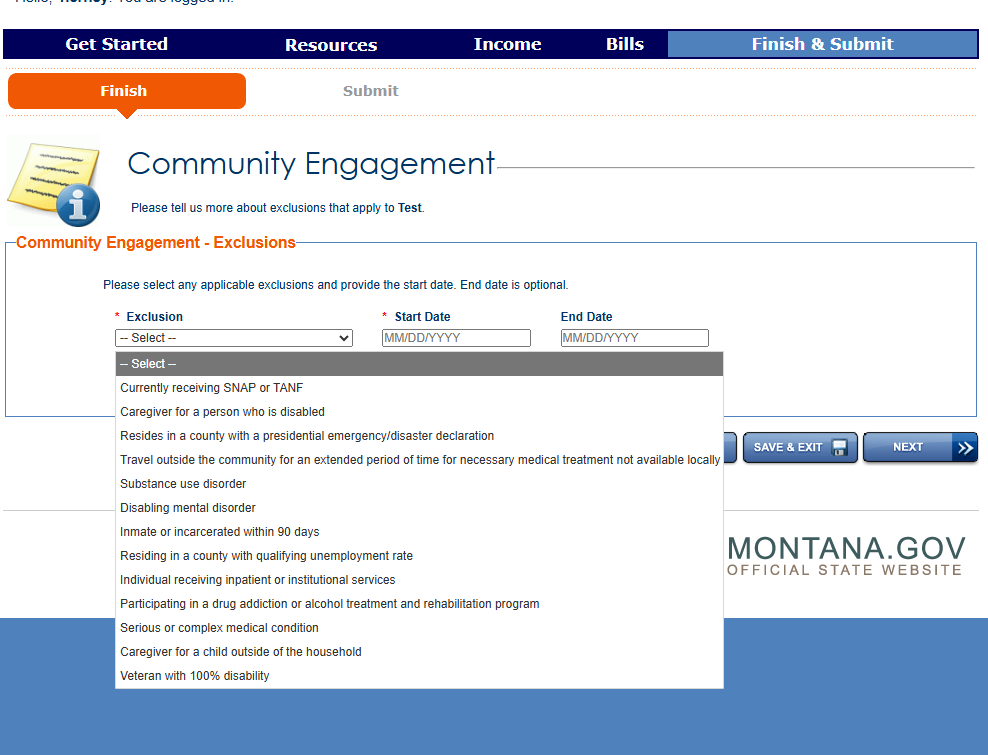 Hello, tierney. You are logged in.
Get Started Resources Income Bills Finish & Submit
Finish Submit
Community Engagement
Please tell us more about exclusions that apply to Test.
Community Engagement - Exclusions
Please select any applicable exclusions and provide the start date. End date is optional.
* Exclusion * Start Date End Date
-- Select -- MM/DD/YYYY MM/DD/YYYY
-- Select --
Currently receiving SNAP or TANF
Caregiver for a person who is disabled
Resides in a county with a presidential emergency/disaster declaration
Travel outside the community for an extended period of time for necessary medical treatment not available locally
Substance use disorder
Disabling mental disorder
Inmate or incarcerated within 90 days
Residing in a county with qualifying unemployment rate
Individual receiving inpatient or institutional services
Participating in a drug addiction or alcohol treatment and rehabilitation program
Serious or complex medical condition
Caregiver for a child outside of the household
Veteran with 100% disability
SAVE & EXIT NEXT
MONTANA.GOV
OFFICIAL STATE WEBSITE